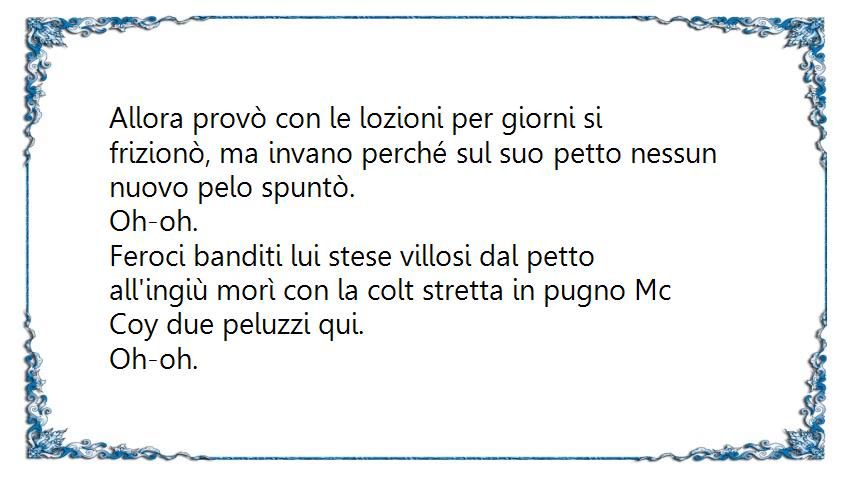 Allora provò con le lozioni per giorni si
frizionò, ma invano perché sul suo petto nessun
nuovo pelo spuntò.
Oh-oh.
Feroci banditi lui stese villosi dal petto
all'ingiù morì con la colt stretta in pugno Mc
Coy due peluzzi qui.
Oh-oh.